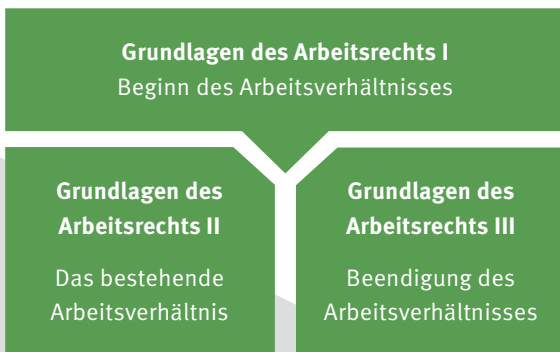 Grundlagen des Arbeitsrechts I
Beginn des Arbeitsverhältnisses
Grundlagen des
Arbeitsrechts II
Das bestehende
Arbeitsverhältnis
Grundlagen des
Arbeitsrechts III
Beendigung des
Arbeitsverhältnisses